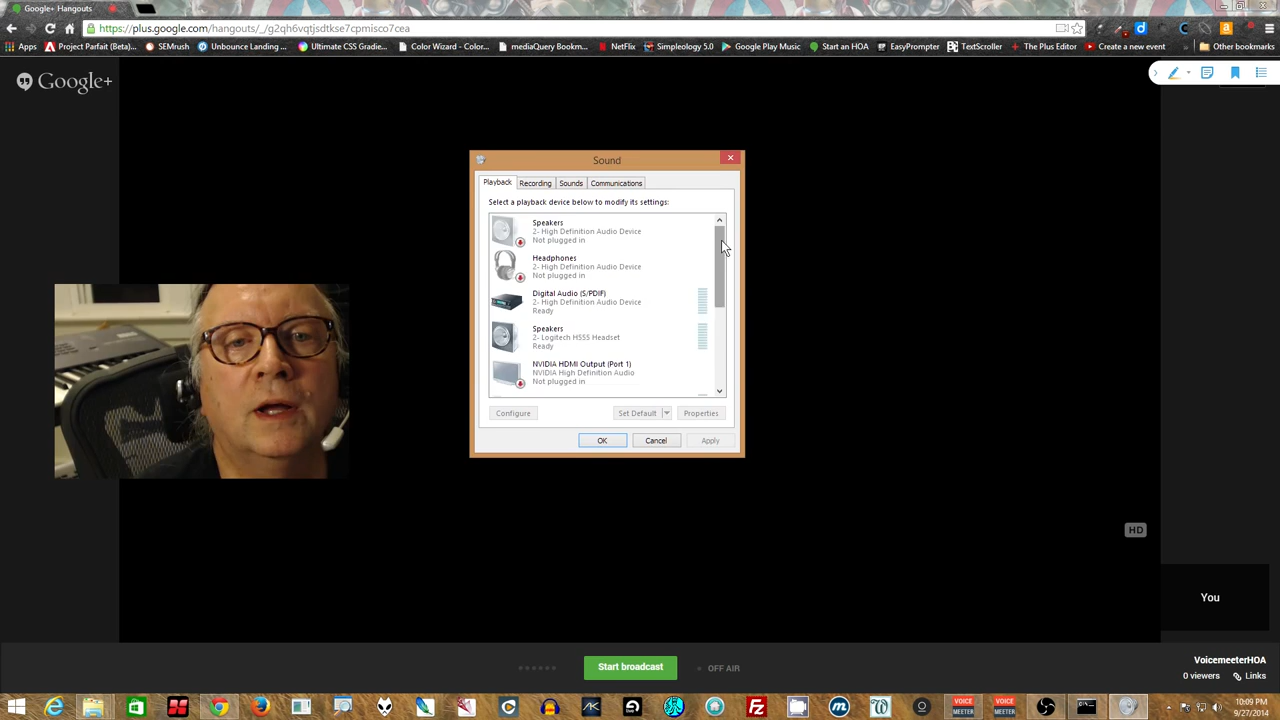 Google+ Hangouts
https://plus.google.com/hangouts/_/g2qh6vqtjsdtkse7cpmisco7cea
Apps Project Parfait (Beta)... SEMrush Unbounce Landing ... Ultimate CSS Gradie... Color Wizard - Color... mediaQuery Bookm... NetFlix Simpleology 5.0 Google Play Music Start an HOA EasyPrompter TextScroller The Plus Editor Create a new event » Other bookmarks
Google+
Sound
Playback Recording Sounds Communications
Select a playback device below to modify its settings:
Speakers
2- High Definition Audio Device
Not plugged in
Headphones
2- High Definition Audio Device
Not plugged in
Digital Audio (S/PDIF)
2- High Definition Audio Device
Ready
Speakers
2- Logitech H555 Headset
Ready
NVIDIA HDMI Output (Port 1)
NVIDIA High Definition Audio
Not plugged in
Configure Set Default Properties
OK Cancel Apply
HD
You
Start broadcast OFF AIR
VoicemeeterHOA
0 viewers Links
VOICE MEETER VOICE MEETER
10:09 PM
9/27/2014